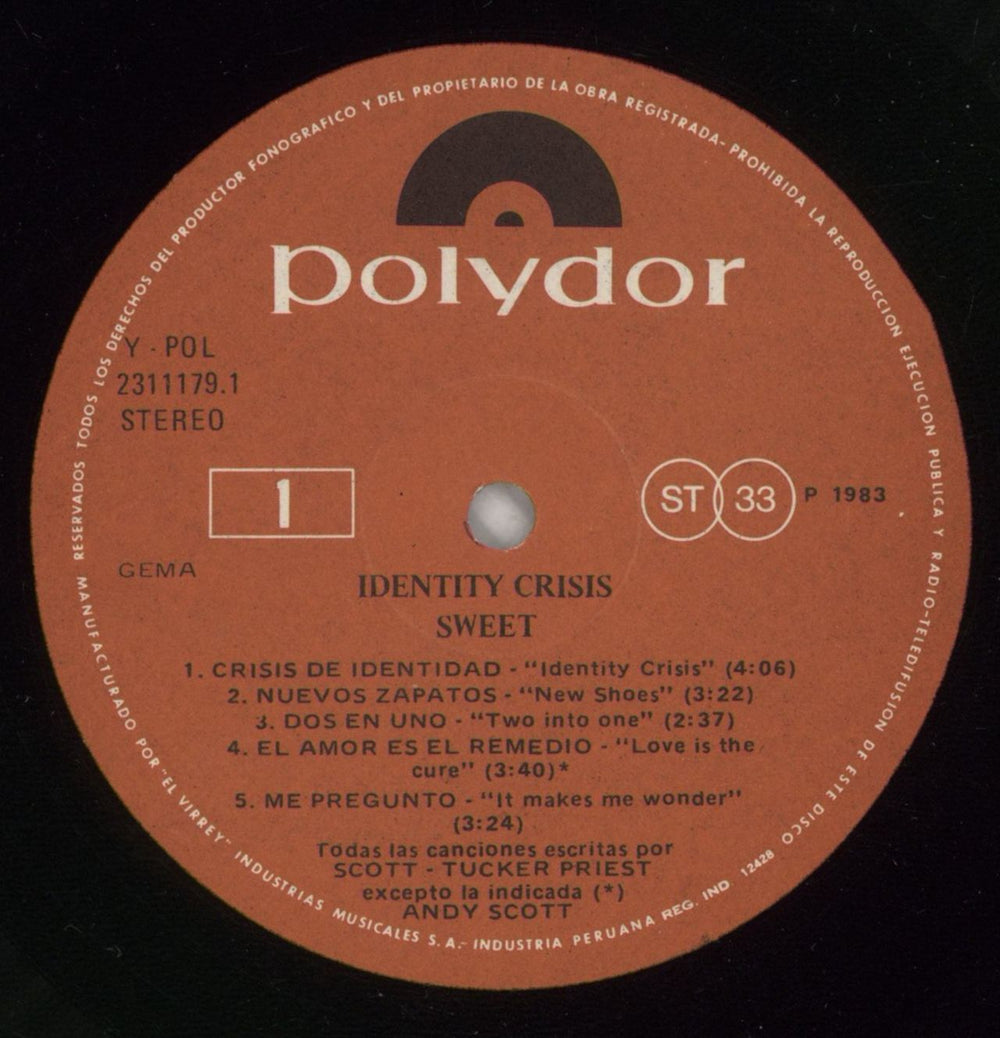 MANUFACTURADO POR "EL VIRREY" INDUSTRIAS MUSICALES S.A.- INDUSTRIA PERUANA REG. IND 12428
RESERVADOS TODOS LOS DERECHOS DEL PRODUCTOR FONOGRAFICO Y DEL PROPIETARIO DE LA OBRA REGISTRADA- PROHIBIDA LA REPRODUCCION EJECUCION PUBLICA Y RADIO-TELEDIFUSION DE ESTE DISCO
polydor
Y - POL
2311179.1
STEREO
1
ST 33 P 1983
GEMA
IDENTITY CRISIS
SWEET
1. CRISIS DE IDENTIDAD - "Identity Crisis" (4:06)
2. NUEVOS ZAPATOS - "New Shoes" (3:22)
3. DOS EN UNO - "Two into one" (2:37)
4. EL AMOR ES EL REMEDIO - "Love is the
cure" (3:40)*
5. ME PREGUNTO - "It makes me wonder"
(3:24)
Todas las canciones escritas por
SCOTT - TUCKER PRIEST
excepto la indicada (*)
ANDY SCOTT